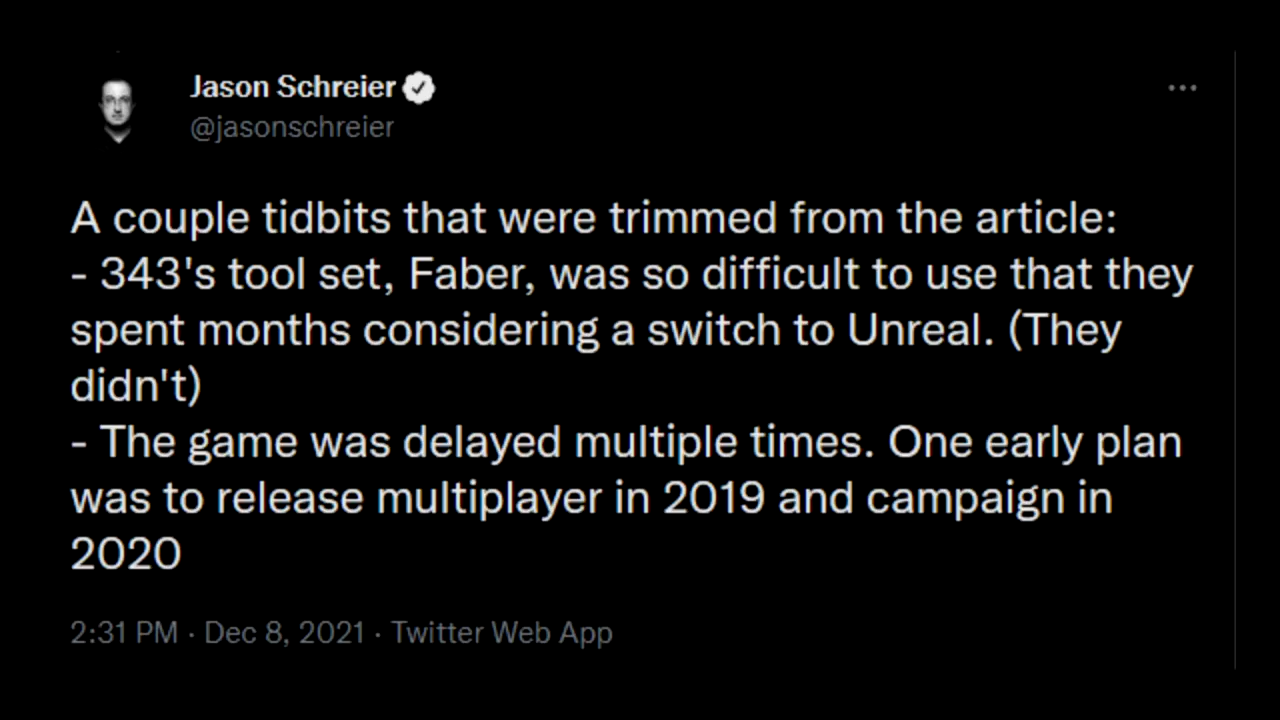 Jason Schreier
@jasonschreier
A couple tidbits that were trimmed from the article:
- 343's tool set, Faber, was so difficult to use that they
spent months considering a switch to Unreal. (They
didn't)
- The game was delayed multiple times. One early plan
was to release multiplayer in 2019 and campaign in
2020
2:31 PM · Dec 8, 2021 · Twitter Web App